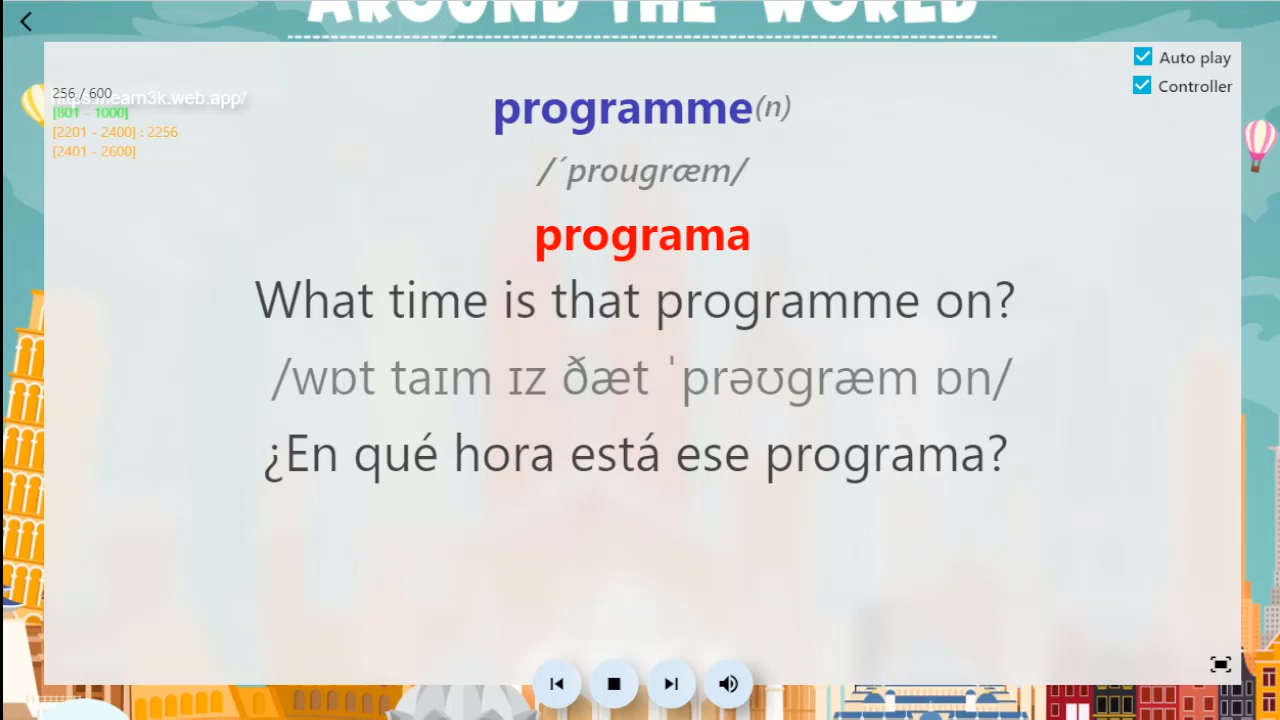 AROUND THE WORLD
Auto play
Controller
256 / 600
https://learn3k.web.app/
[801 - 1000]
[2201 - 2400] : 2256
[2401 - 2600]
programme(n)
/´prougræm/
programa
What time is that programme on?
/wɒt taɪm ɪz ðæt ˈprəʊgræm ɒn/
¿En qué hora está ese programa?